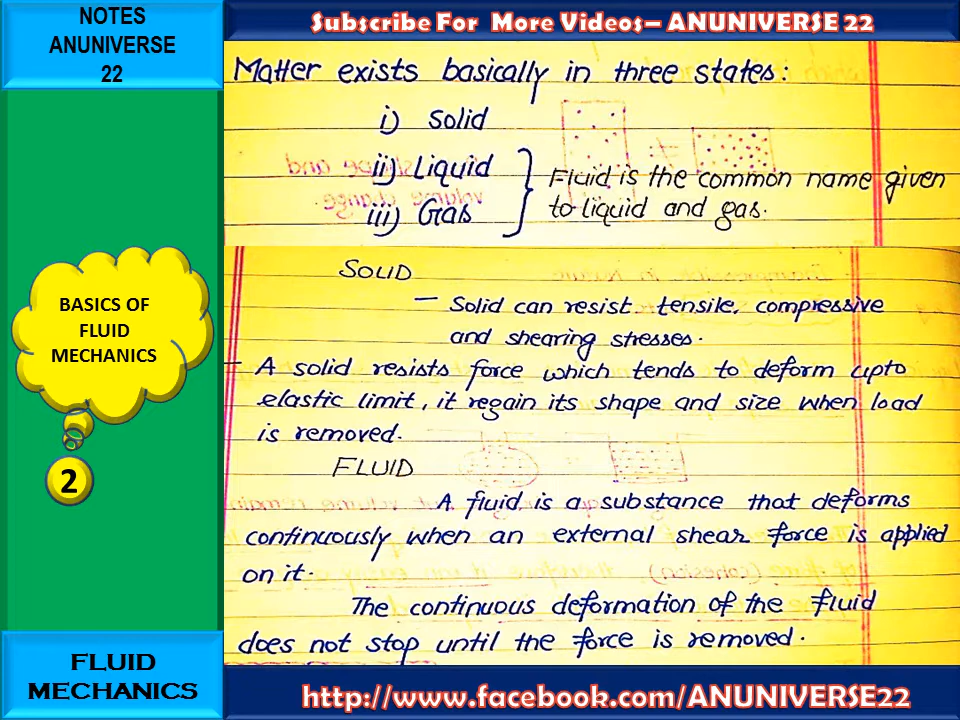 NOTES
ANUNIVERSE
22
Subscribe For More Videos – ANUNIVERSE 22
Matter exists basically in three states:
i) Solid
ii) Liquid
iii) Gas
Fluid is the common name given
to liquid and gas.
SOLID
– Solid can resist tensile, compressive
and shearing stresses.
– A solid resists force which tends to deform upto
elastic limit, it regain its shape and size when load
is removed.
FLUID
A fluid is a substance that deforms
continuously when an external shear force is applied
on it.
The continuous deformation of the fluid
does not stop until the force is removed.
BASICS OF
FLUID
MECHANICS
2
FLUID
MECHANICS
http://www.facebook.com/ANUNIVERSE22